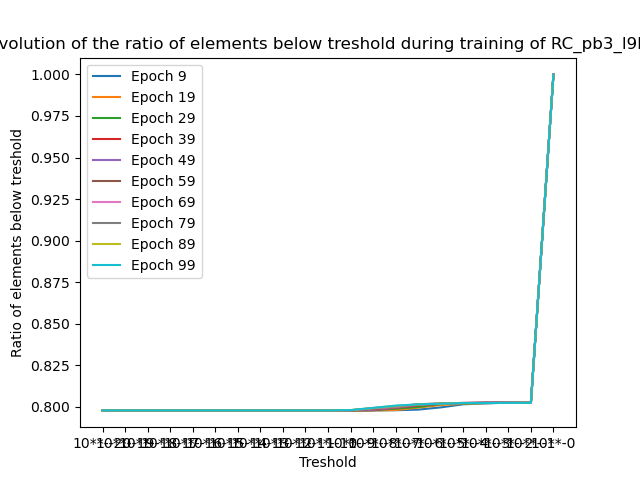 volution of the ratio of elements below treshold during training of RC_pb3_l9
1.000
0.975
0.950
0.925
0.900
0.875
0.850
0.825
0.800
Ratio of elements below treshold
Epoch 9
Epoch 19
Epoch 29
Epoch 39
Epoch 49
Epoch 59
Epoch 69
Epoch 79
Epoch 89
Epoch 99
Treshold